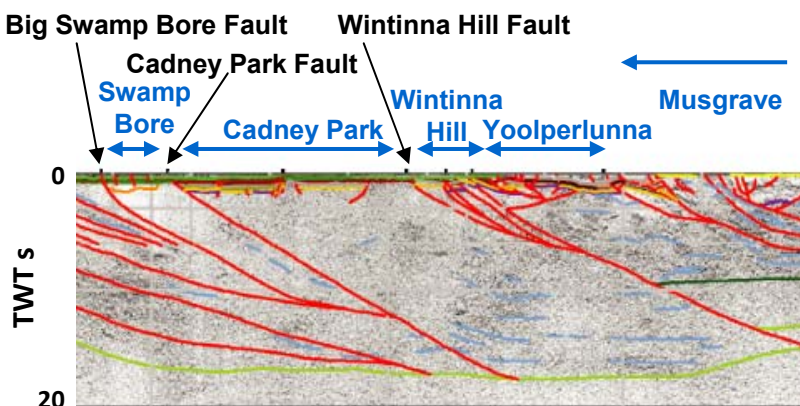 Big Swamp Bore Fault
Wintinna Hill Fault
Cadney Park Fault
Swamp
Bore
Cadney Park
Wintinna
Hill
Yoolperlunna
Musgrave
0
TWT s
20